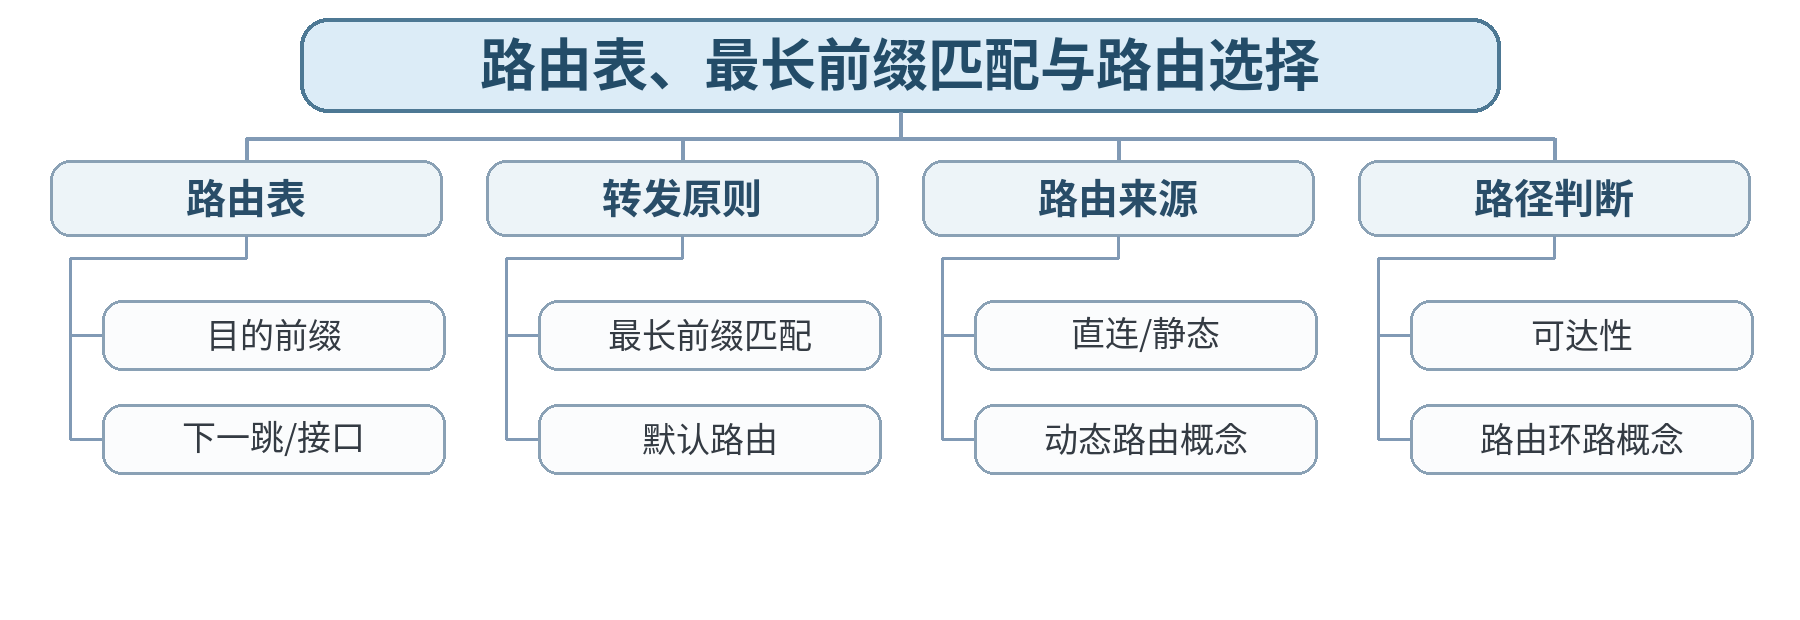 路由表、最长前缀匹配与路由选择
路由表
转发原则
路由来源
路径判断
目的前缀
最长前缀匹配
直连/静态
可达性
下一跳/接口
默认路由
动态路由概念
路由环路概念